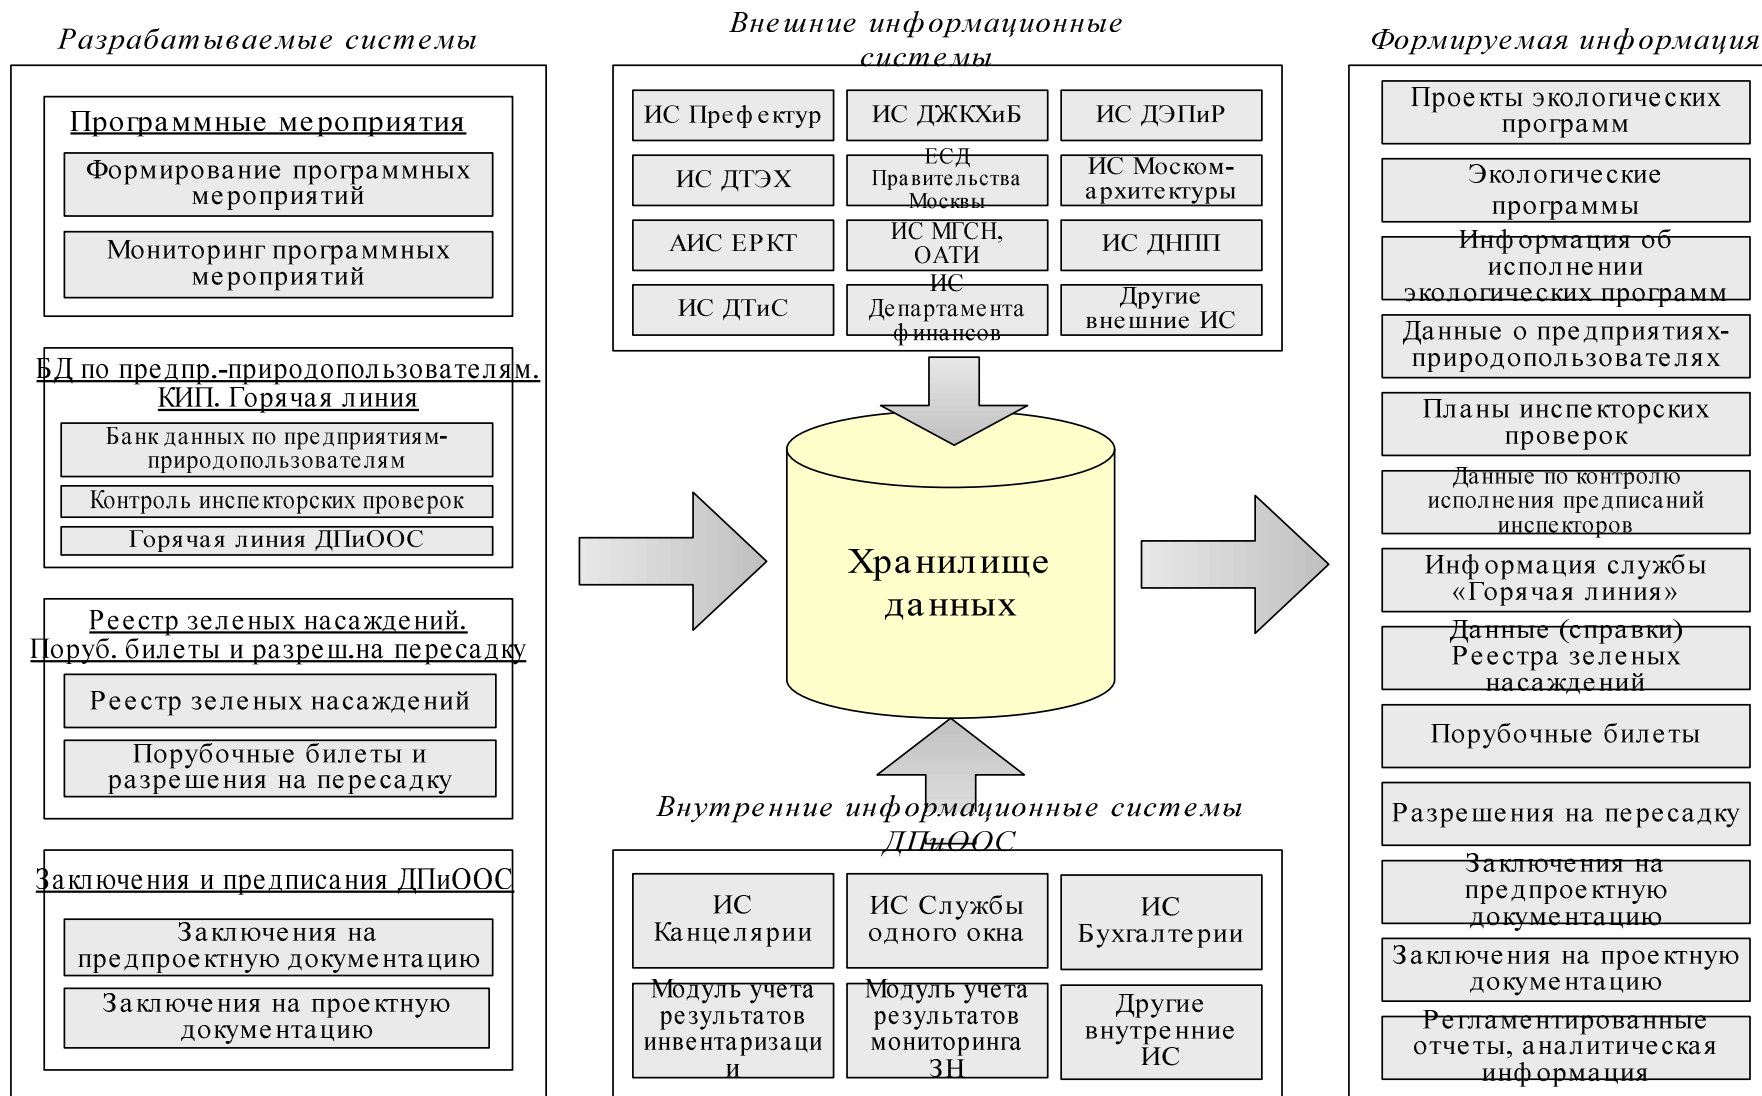 Разрабатываемые системы
Программные мероприятия
Формирование программных
мероприятий
Мониторинг программных
мероприятий
БД по предпр.-природопользователям.
КИП. Горячая линия
Банк данных по предприятиям-
природопользователям
Контроль инспекторских проверок
Горячая линия ДПиООС
Реестр зеленых насаждений.
Поруб. билеты и разреш.на пересадку
Реестр зеленых насаждений
Порубочные билеты и
разрешения на пересадку
Заключения и предписания ДПиООС
Заключения на
предпроектную документацию
Заключения на проектную
документацию
Внешние информационные
системы
ИС Префектур
ИС ДЖКХиБ
ИС ДЭПиР
ИС ДТЭХ
ЕСД
Правительства
Москвы
ИС Моском-
архитектуры
АИС ЕРКТ
ИС МГСН,
ОАТИ
ИС ДНПП
ИС ДТиС
ИС
Департамента
финансов
Другие
внешние ИС
Хранилище
данных
Внутренние информационные системы
ДПиООС
ИС
Канцелярии
ИС Службы
одного окна
ИС
Бухгалтерии
Модуль учета
результатов
инвентаризаци
и
Модуль учета
результатов
мониторинга
ЗН
Другие
внутренние
ИС
Формируемая информация
Проекты экологических
программ
Экологические
программы
Информация об
исполнении
экологических программ
Данные о предприятиях-
природопользователях
Планы инспекторских
проверок
Данные по контролю
исполнения предписаний
инспекторов
Информация службы
«Горячая линия»
Данные (справки)
Реестра зеленых
насаждений
Порубочные билеты
Разрешения на пересадку
Заключения на
предпроектную
документацию
Заключения на проектную
документацию
Регламентированные
отчеты, аналитическая
информация